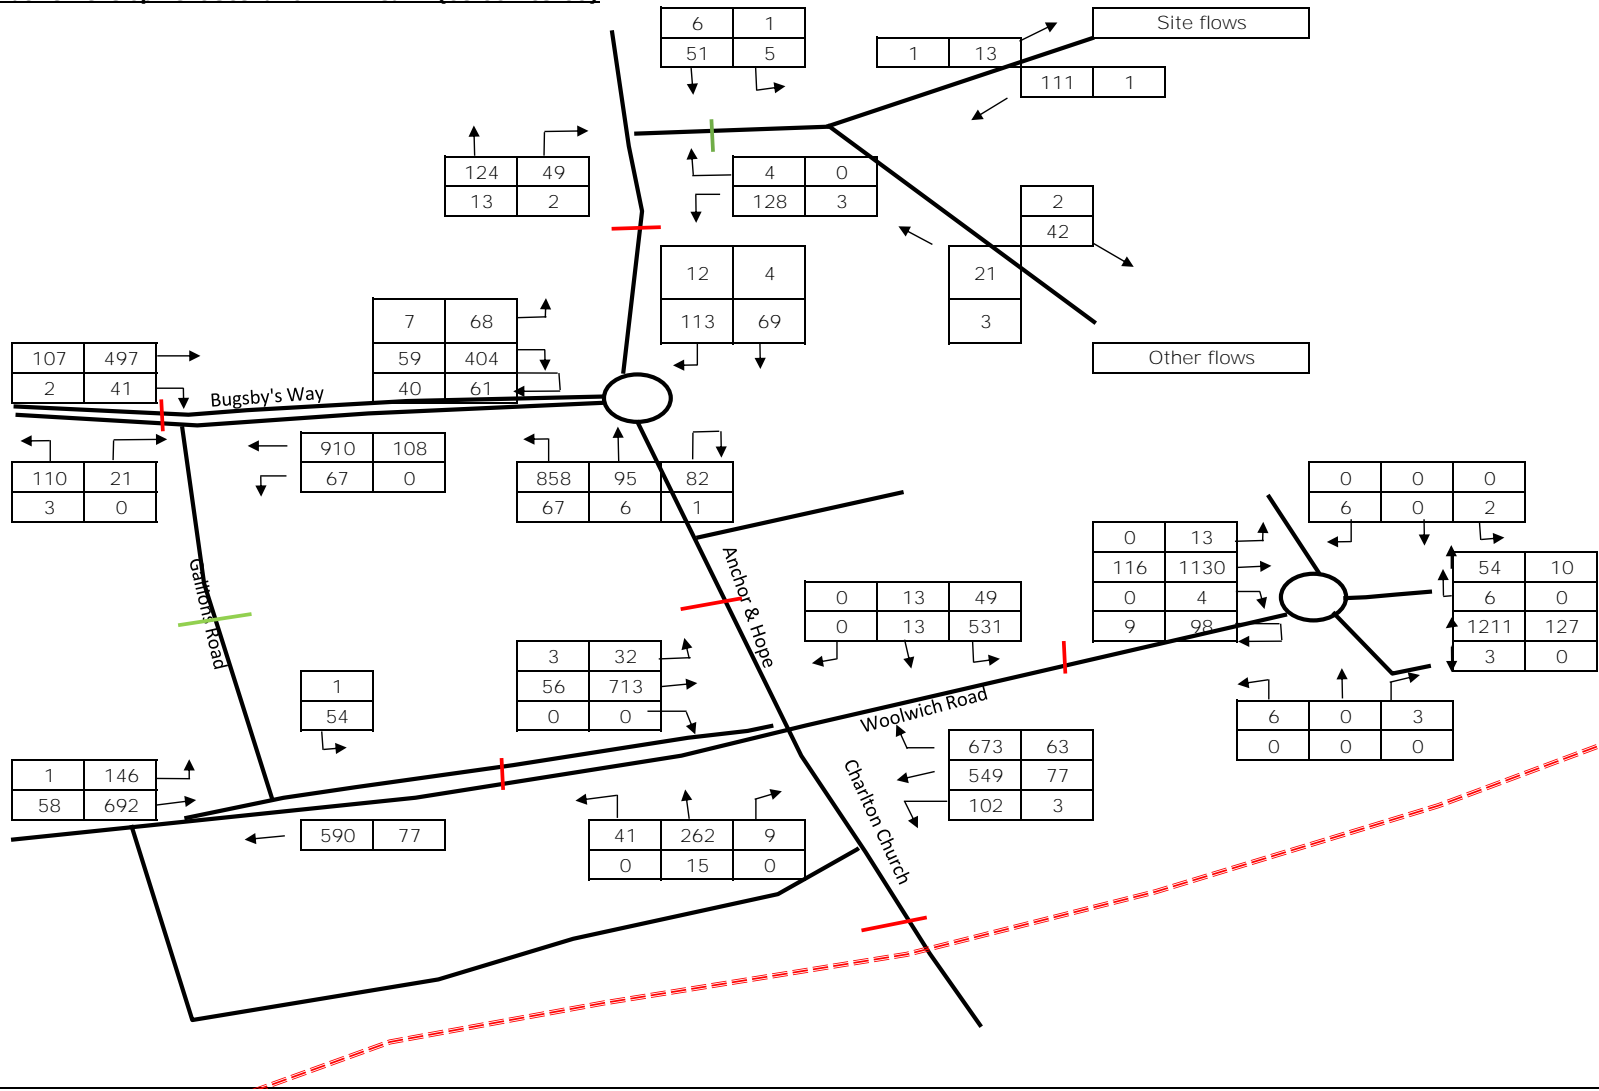 6 1
51 5
Site flows
1 13
111 1
124 49
13 2
4 0
128 3
2
42
21
3
12 4
113 69
7 68
59 404
40 61
107 497
2 41
Bugsby's Way
Other flows
910 108
67 0
110 21
3 0
858 95 82
67 6 1
0 0 0
6 0 2
0 13
116 1130
0 4
9 98
54 10
6 0
1211 127
3 0
Gallions Road
Anchor & Hope
0 13 49
0 13 531
3 32
56 713
0 0
1
54
Woolwich Road
6 0 3
0 0 0
673 63
549 77
102 3
Charlton Church
1 146
58 692
590 77
41 262 9
0 15 0